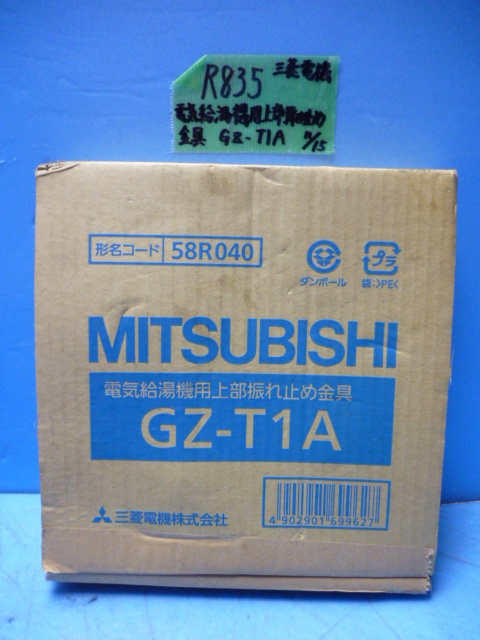 R835 三菱電機
電気給湯機用上部振れ止め
金具 GZ-T1A 11/15
形名コード 58R040
ダンボール
プラ
袋:>PE<
MITSUBISHI
電気給湯機用上部振れ止め金具
GZ-T1A
三菱電機株式会社
4902901699627